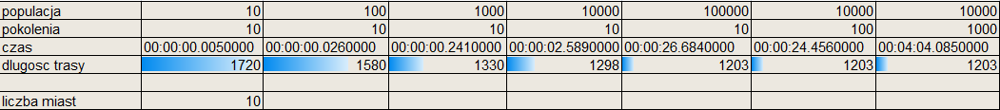 populacja 10 100 1000 10000 100000 10000 10000
pokolenia 10 10 10 10 10 100 1000
czas 00:00:00.0050000 00:00:00.0260000 00:00:00.2410000 00:00:02.5890000 00:00:26.6840000 00:00:24.4560000 00:04:04.0850000
dlugosc trasy 1720 1580 1330 1298 1203 1203 1203
liczba miast 10